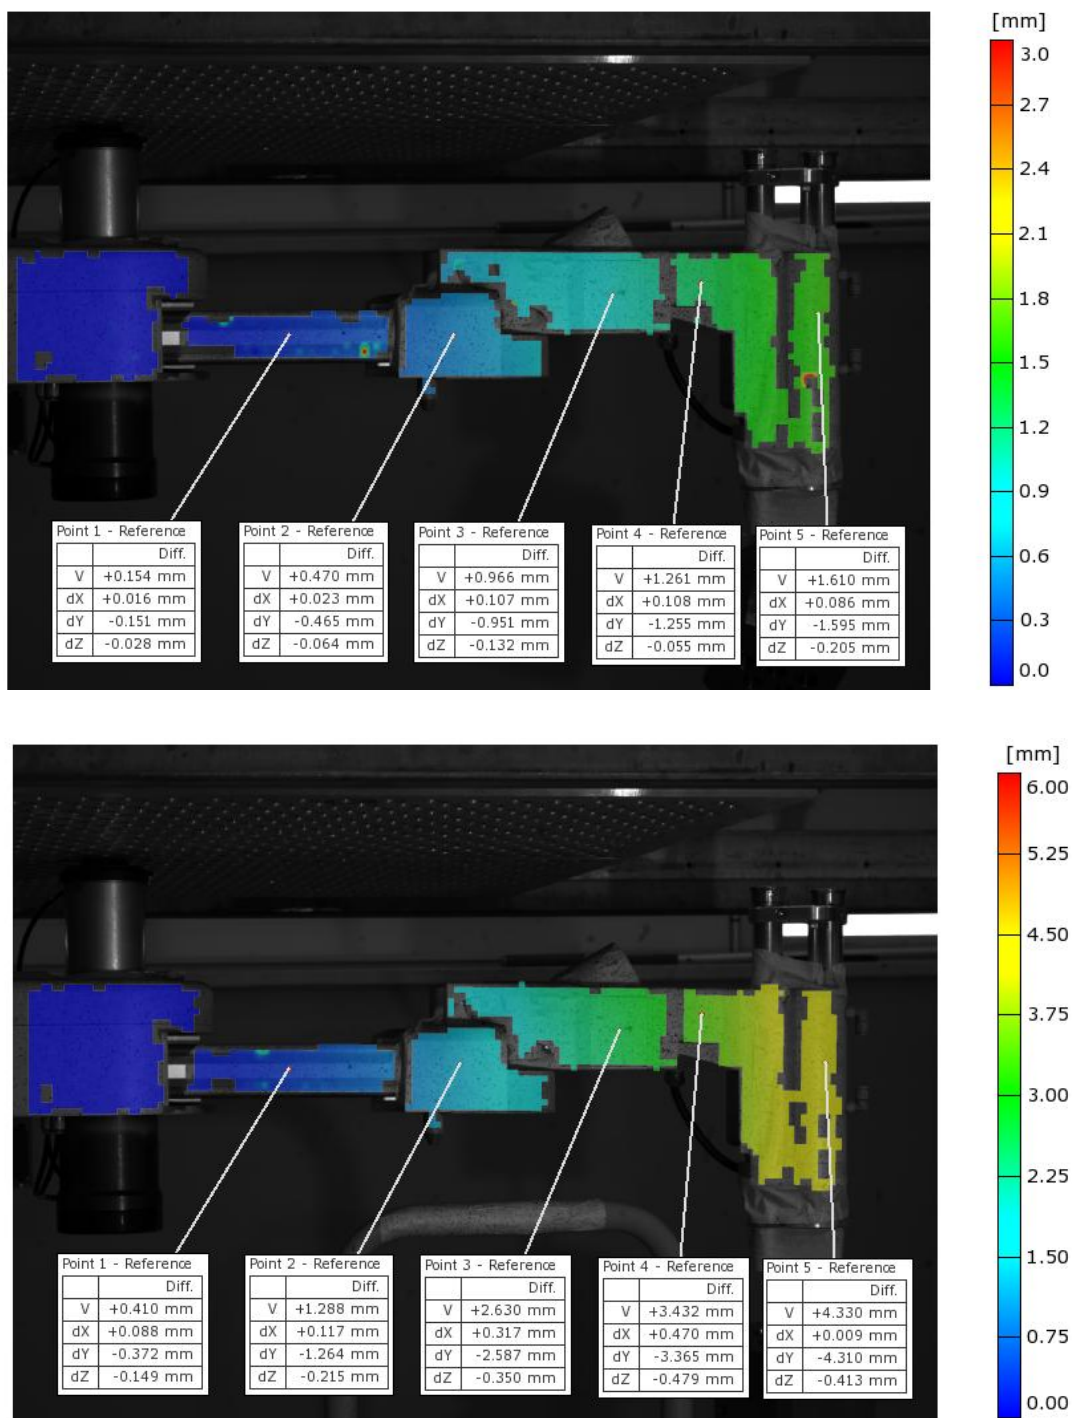 [mm]
3.0
2.7
2.4
2.1
1.8
1.5
1.2
0.9
0.6
0.3
0.0
Point 1 - Reference
Diff.
V +0.154 mm
dX +0.016 mm
dY -0.151 mm
dZ -0.028 mm
Point 2 - Reference
Diff.
V +0.470 mm
dX +0.023 mm
dY -0.465 mm
dZ -0.064 mm
Point 3 - Reference
Diff.
V +0.966 mm
dX +0.107 mm
dY -0.951 mm
dZ -0.132 mm
Point 4 - Reference
Diff.
V +1.261 mm
dX +0.108 mm
dY -1.255 mm
dZ -0.055 mm
Point 5 - Reference
Diff.
V +1.610 mm
dX +0.086 mm
dY -1.595 mm
dZ -0.205 mm
[mm]
6.00
5.25
4.50
3.75
3.00
2.25
1.50
0.75
0.00
Point 1 - Reference
Diff.
V +0.410 mm
dX +0.088 mm
dY -0.372 mm
dZ -0.149 mm
Point 2 - Reference
Diff.
V +1.288 mm
dX +0.117 mm
dY -1.264 mm
dZ -0.215 mm
Point 3 - Reference
Diff.
V +2.630 mm
dX +0.317 mm
dY -2.587 mm
dZ -0.350 mm
Point 4 - Reference
Diff.
V +3.432 mm
dX +0.470 mm
dY -3.365 mm
dZ -0.479 mm
Point 5 - Reference
Diff.
V +4.330 mm
dX +0.009 mm
dY -4.310 mm
dZ -0.413 mm